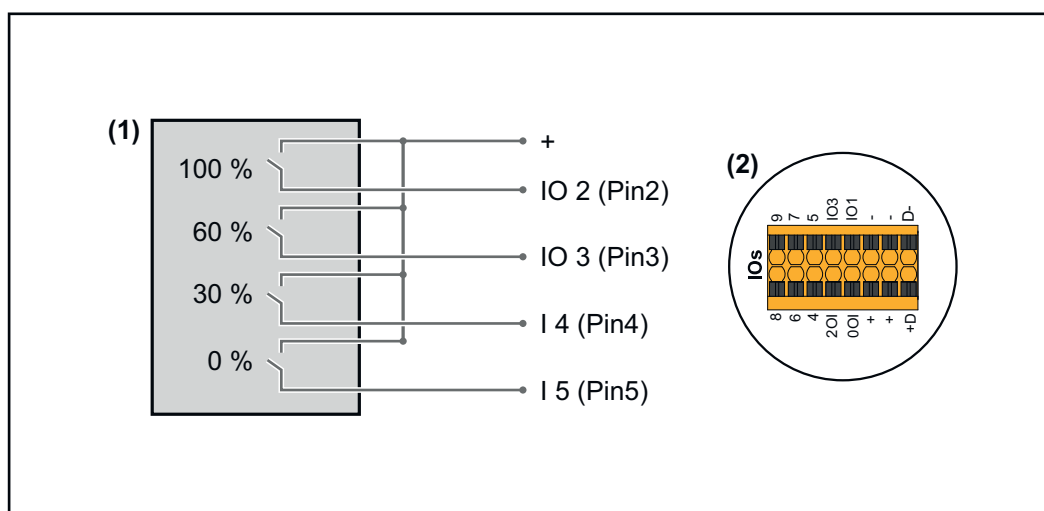 (1)
100 %
60 %
30 %
0 %
+
IO 2 (Pin2)
IO 3 (Pin3)
I 4 (Pin4)
I 5 (Pin5)
(2)
IOs
9 7 5 IO3 IO1 - - D-
8 6 4 IO2 IO0 + + D+